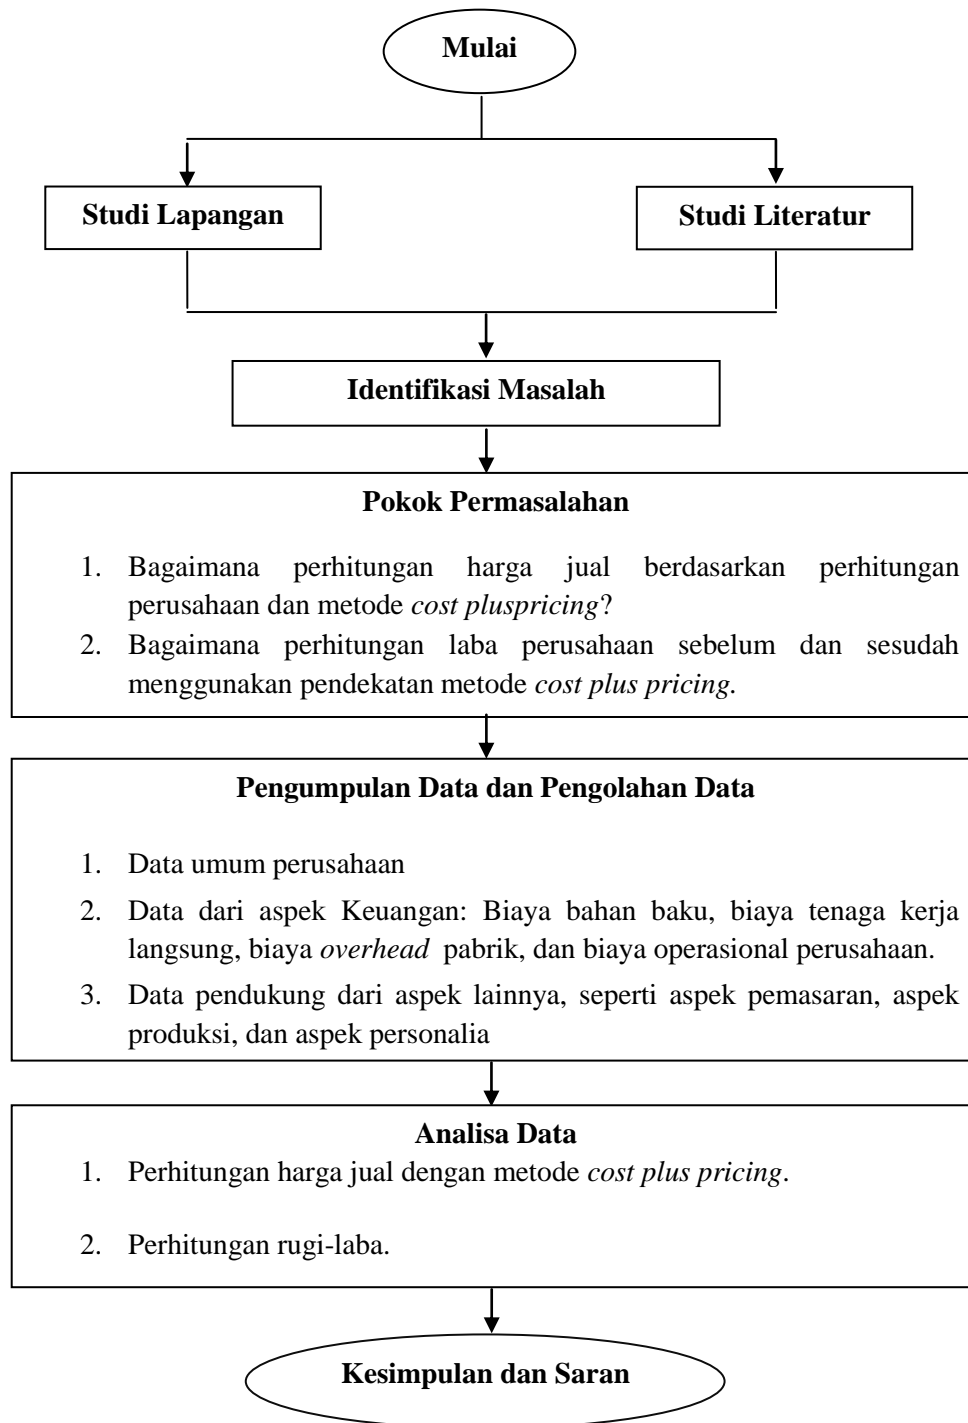 Mulai
Studi Lapangan
Studi Literatur
Identifikasi Masalah
Pokok Permasalahan
1. Bagaimana perhitungan harga jual berdasarkan perhitungan
perusahaan dan metode cost pluspricing?
2. Bagaimana perhitungan laba perusahaan sebelum dan sesudah
menggunakan pendekatan metode cost plus pricing.
Pengumpulan Data dan Pengolahan Data
1. Data umum perusahaan
2. Data dari aspek Keuangan: Biaya bahan baku, biaya tenaga kerja
langsung, biaya overhead pabrik, dan biaya operasional perusahaan.
3. Data pendukung dari aspek lainnya, seperti aspek pemasaran, aspek
produksi, dan aspek personalia
Analisa Data
1. Perhitungan harga jual dengan metode cost plus pricing.
2. Perhitungan rugi-laba.
Kesimpulan dan Saran